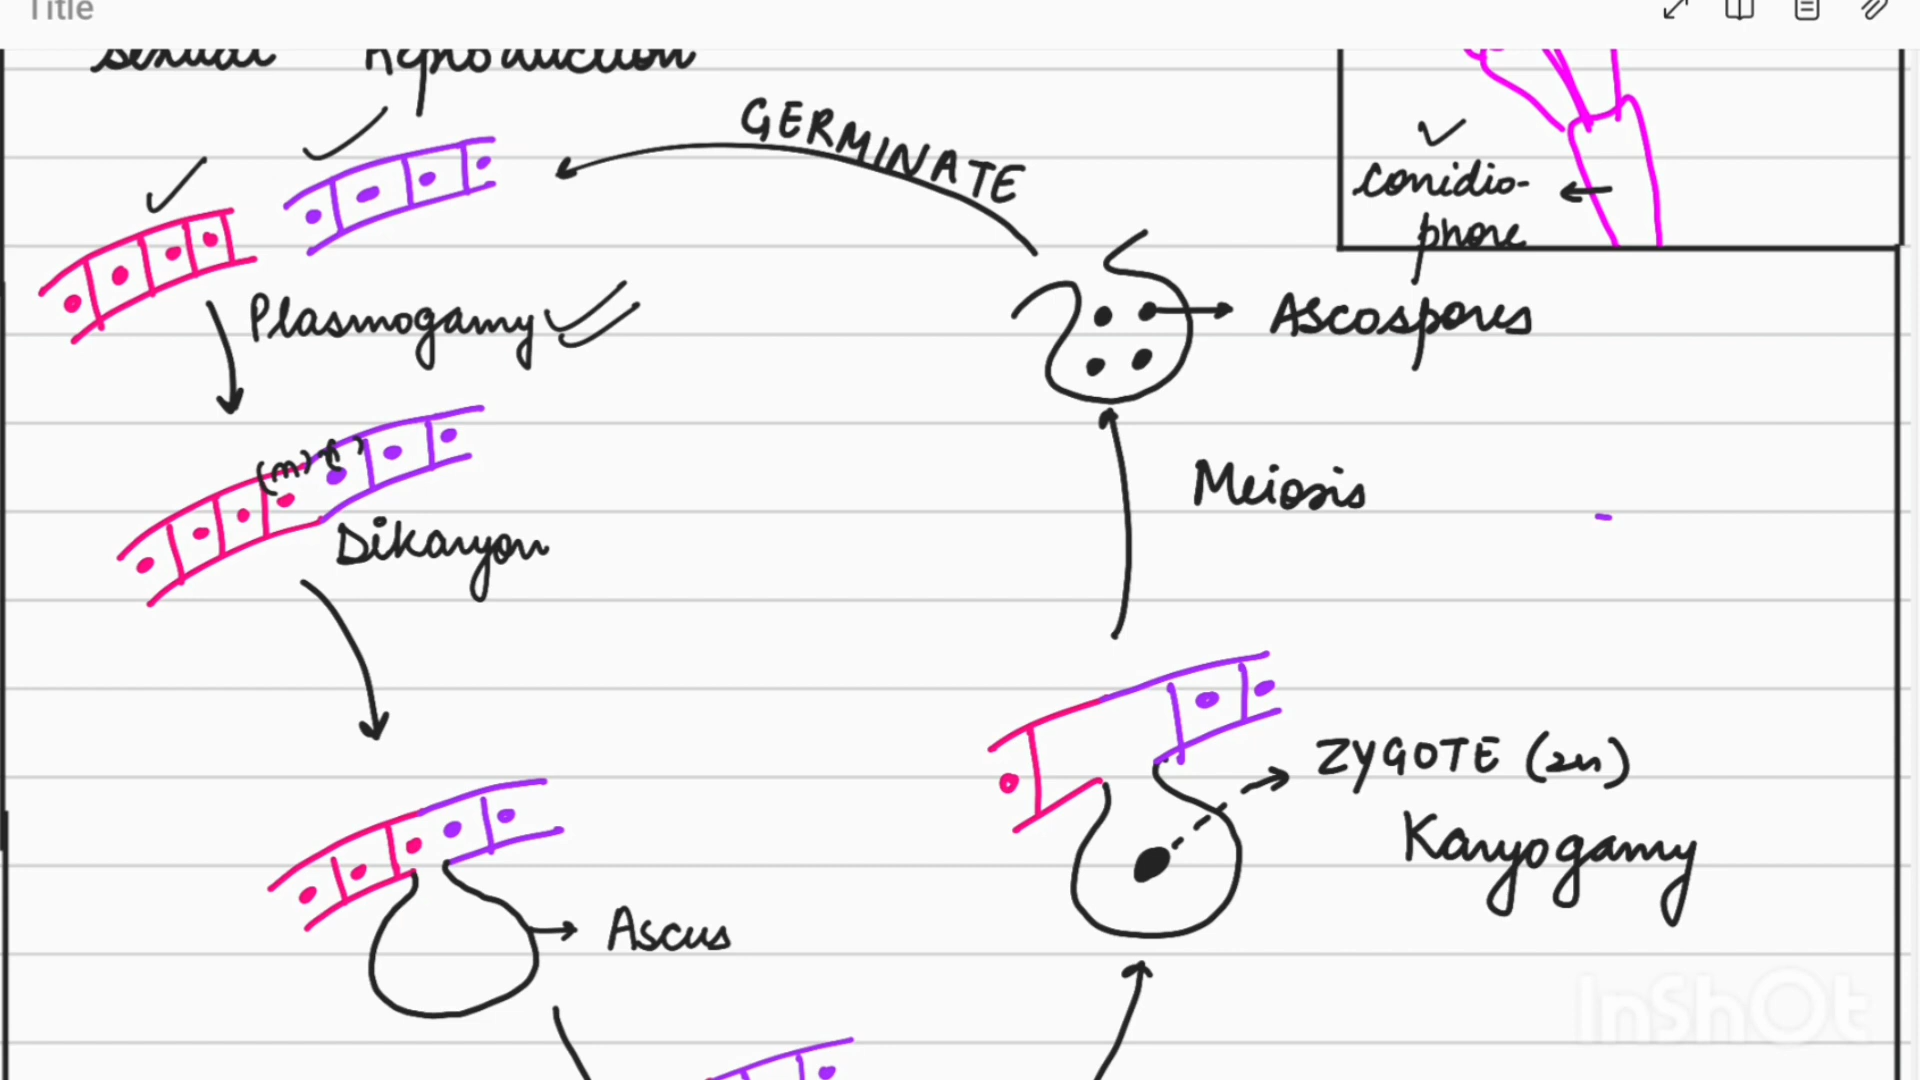 Title
Sexual Reproduction
GERMINATE
conidio-
phore
Plasmogamy
Ascospores
(n+n)
Dikaryon
Meiosis
ZYGOTE (2n)
Karyogamy
Ascus
InShOt